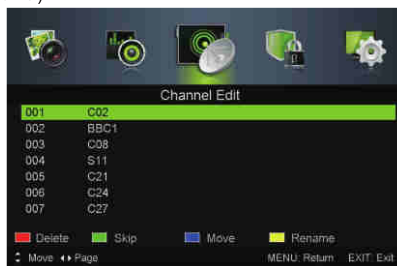 Channel Edit
001 C02
002 BBC1
003 C08
004 S11
005 C21
006 C24
007 C27
Delete Skip Move Rename
Move Page MENU: Return EXIT: Exit